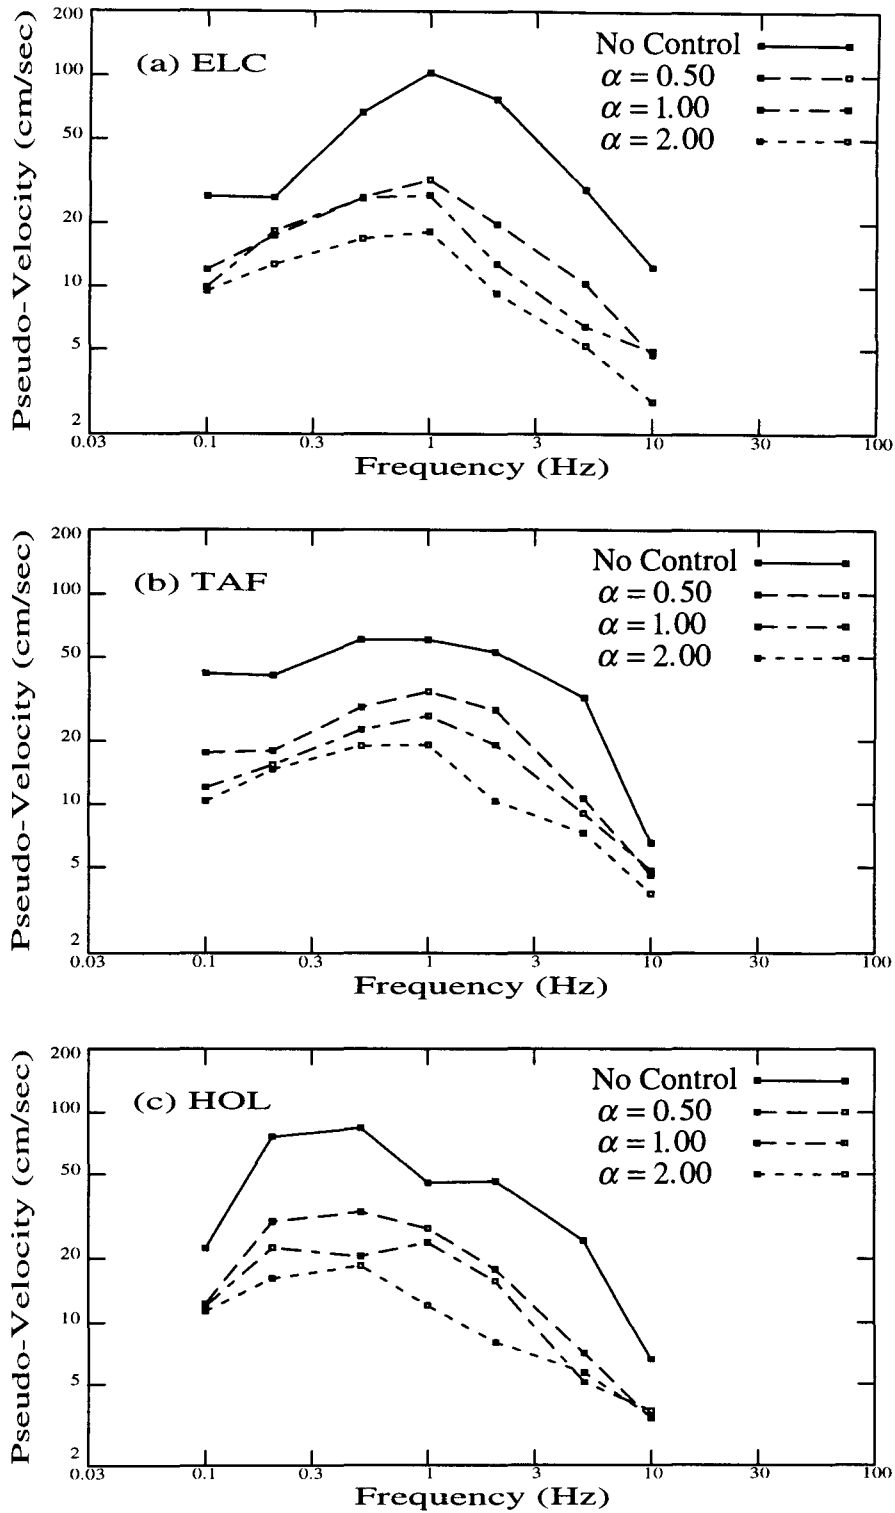 (a) ELC
No Control
α = 0.50
α = 1.00
α = 2.00
Pseudo-Velocity (cm/sec)
200
100
50
20
10
5
2
0.03 0.1 0.3 1 3 10 30 100
Frequency (Hz)
(b) TAF
No Control
α = 0.50
α = 1.00
α = 2.00
Pseudo-Velocity (cm/sec)
200
100
50
20
10
5
2
0.03 0.1 0.3 1 3 10 30 100
Frequency (Hz)
(c) HOL
No Control
α = 0.50
α = 1.00
α = 2.00
Pseudo-Velocity (cm/sec)
200
100
50
20
10
5
2
0.03 0.1 0.3 1 3 10 30 100
Frequency (Hz)